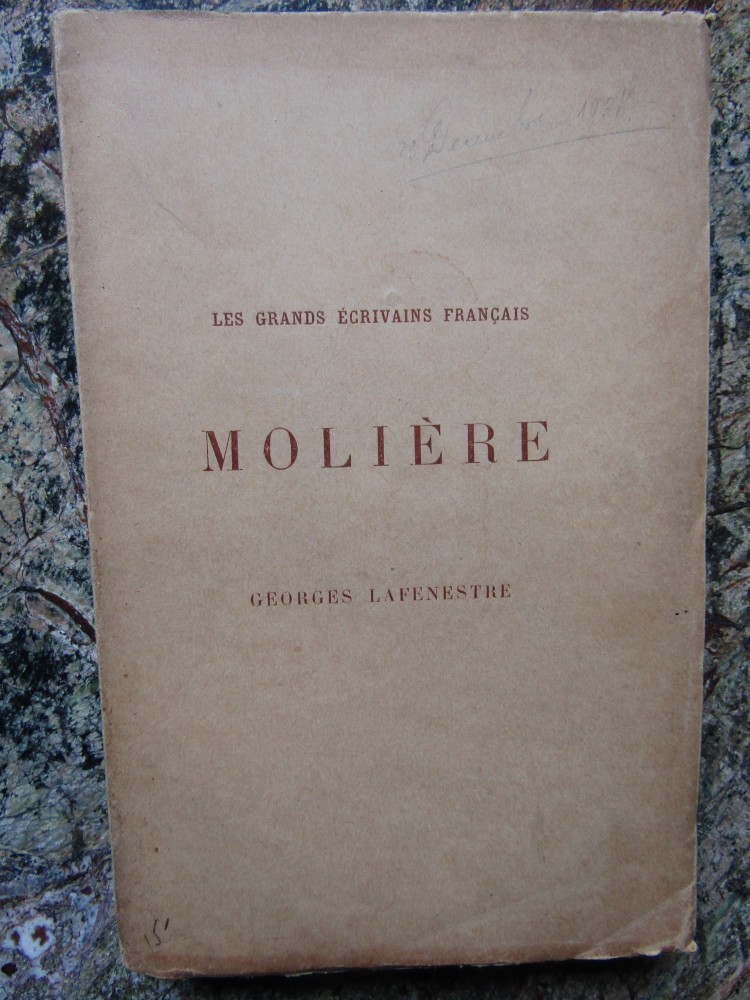 LES GRANDS ÉCRIVAINS FRANÇAIS
MOLIÈRE
GEORGES LAFENESTRE